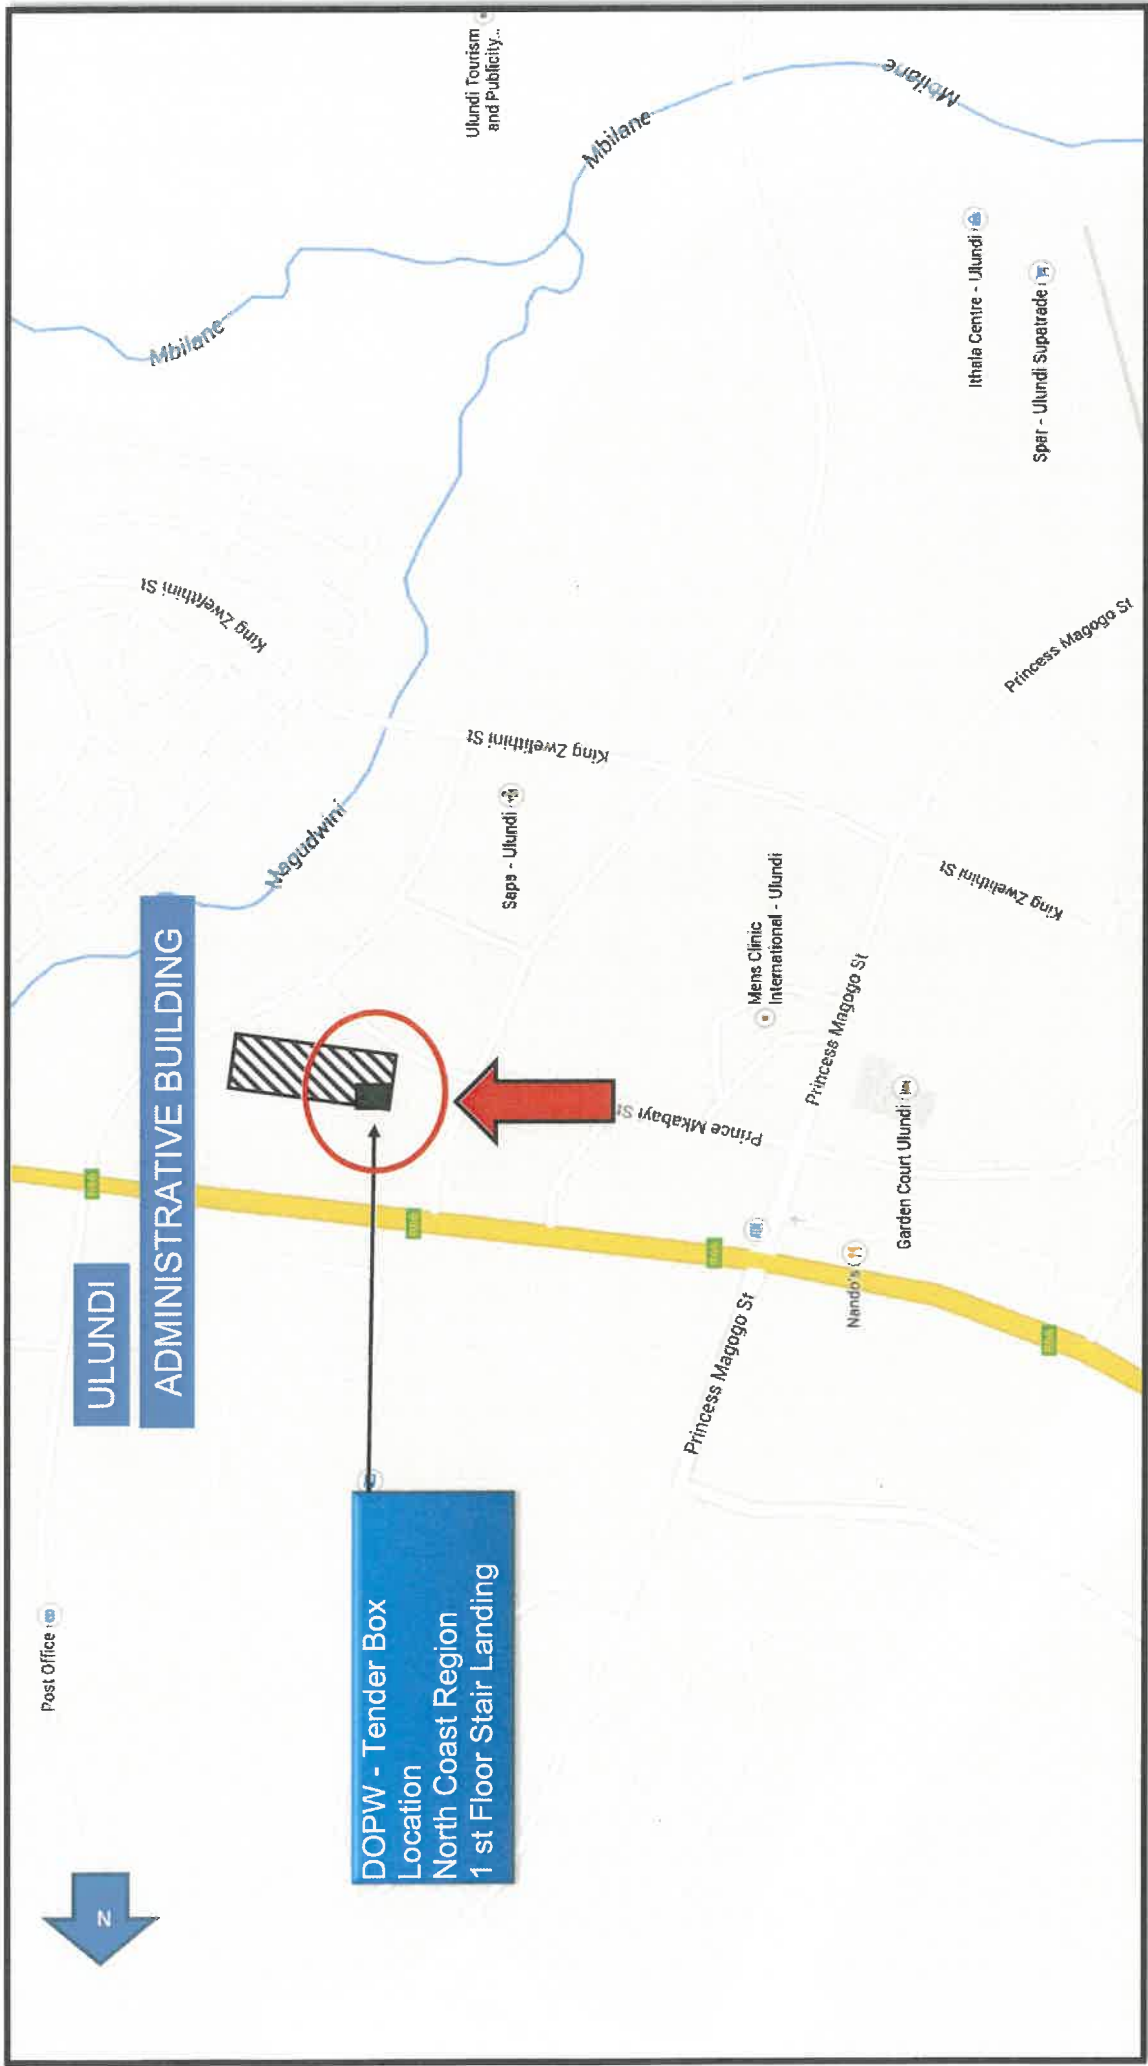 Post Office
ULUNDI
N
ADMINISTRATIVE BUILDING
Mbilane
King Zwelithini St
Magudwini
DOPW - Tender Box
Location
North Coast Region
1 st Floor Stair Landing
Ulundi Tourism
and Publicity...
Saps - Ulundi
King Zwelithini St
Mbilane
Prince Mkabayi St
Princess Magogo St
Mens Clinic
International - Ulundi
Princess Magogo St
Nando's
Garden Court Ulundi
Mbilane
Ithala Centre - Ulundi
King Zwelithini St
Spar - Ulundi Supatrade
Princess Magogo St